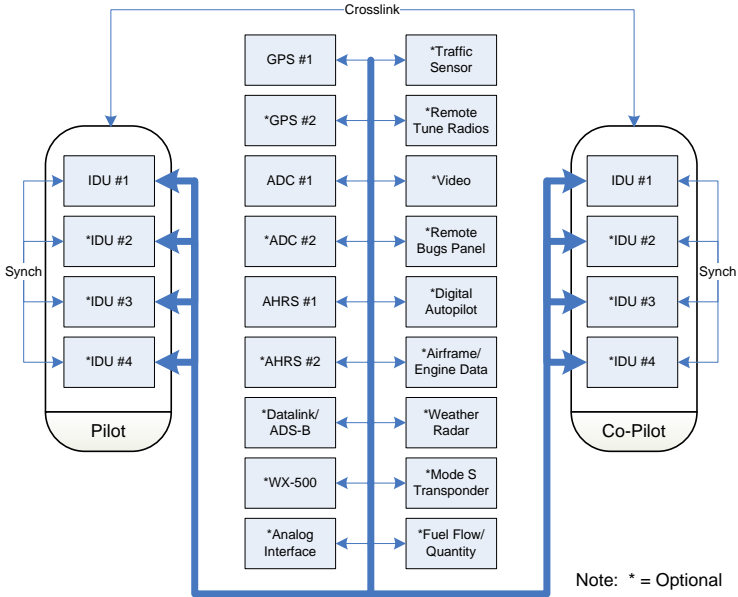 Crosslink
GPS #1
*Traffic
Sensor
*GPS #2
*Remote
Tune Radios
IDU #1
ADC #1
*Video
IDU #1
*IDU #2
*ADC #2
*Remote
Bugs Panel
*IDU #2
Synch
Synch
*IDU #3
AHRS #1
*Digital
Autopilot
*IDU #3
*IDU #4
*AHRS #2
*Airframe/
Engine Data
*IDU #4
Pilot
*Datalink/
ADS-B
*Weather
Radar
Co-Pilot
*WX-500
*Mode S
Transponder
*Analog
Interface
*Fuel Flow/
Quantity
Note: * = Optional